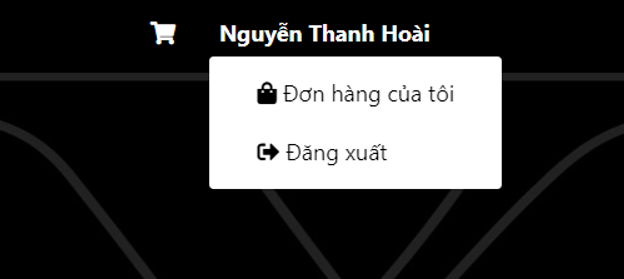 Nguyễn Thanh Hoài
Đơn hàng của tôi
Đăng xuất